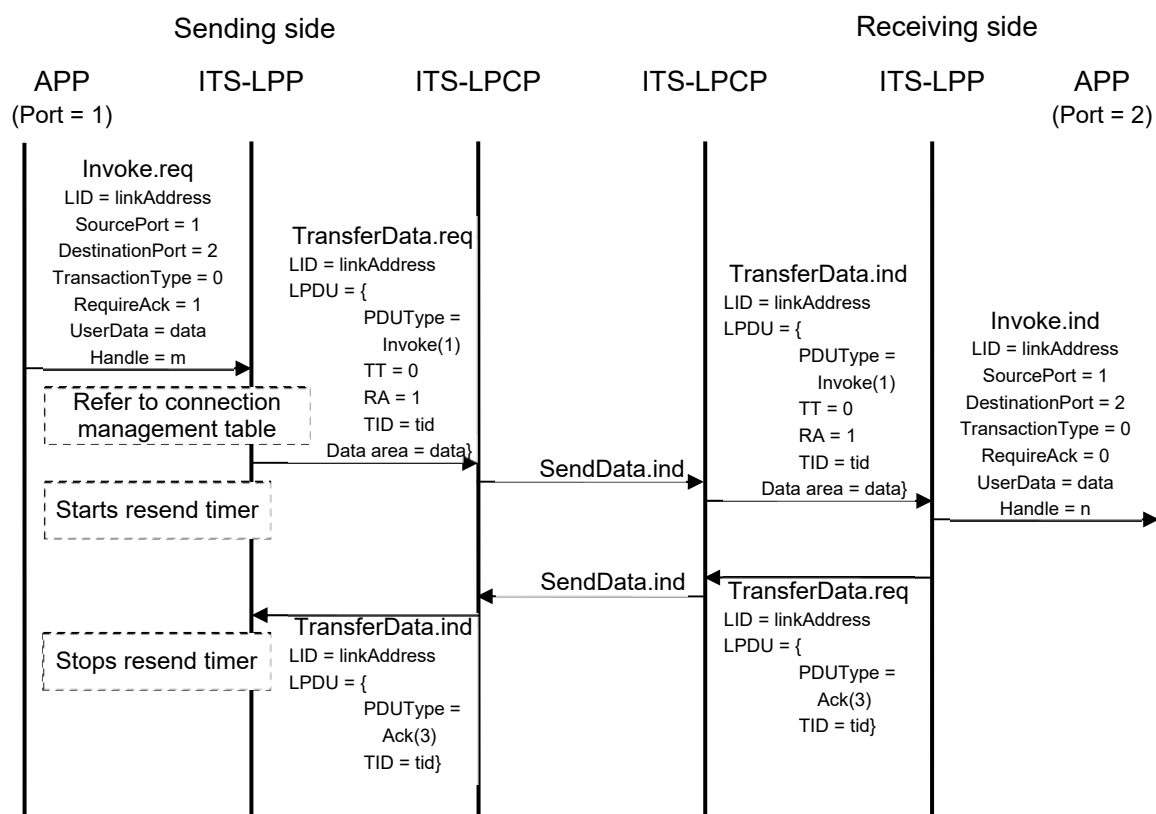 Sending side
Receiving side
APP
(Port = 1)
ITS-LPP
ITS-LPCP
ITS-LPCP
ITS-LPP
APP
(Port = 2)
Invoke.req
LID = linkAddress
SourcePort = 1
DestinationPort = 2
TransactionType = 0
RequireAck = 1
UserData = data
Handle = m
Refer to connection
management table
TransferData.req
LID = linkAddress
LPDU = {
PDUType =
Invoke(1)
TT = 0
RA = 1
TID = tid
Data area = data}
Starts resend timer
SendData.ind
TransferData.ind
LID = linkAddress
LPDU = {
PDUType =
Invoke(1)
TT = 0
RA = 1
TID = tid
Data area = data}
Invoke.ind
LID = linkAddress
SourcePort = 1
DestinationPort = 2
TransactionType = 0
RequireAck = 0
UserData = data
Handle = n
SendData.ind
TransferData.req
LID = linkAddress
LPDU = {
PDUType =
Ack(3)
TID = tid}
TransferData.ind
LID = linkAddress
LPDU = {
PDUType =
Ack(3)
TID = tid}
Stops resend timer